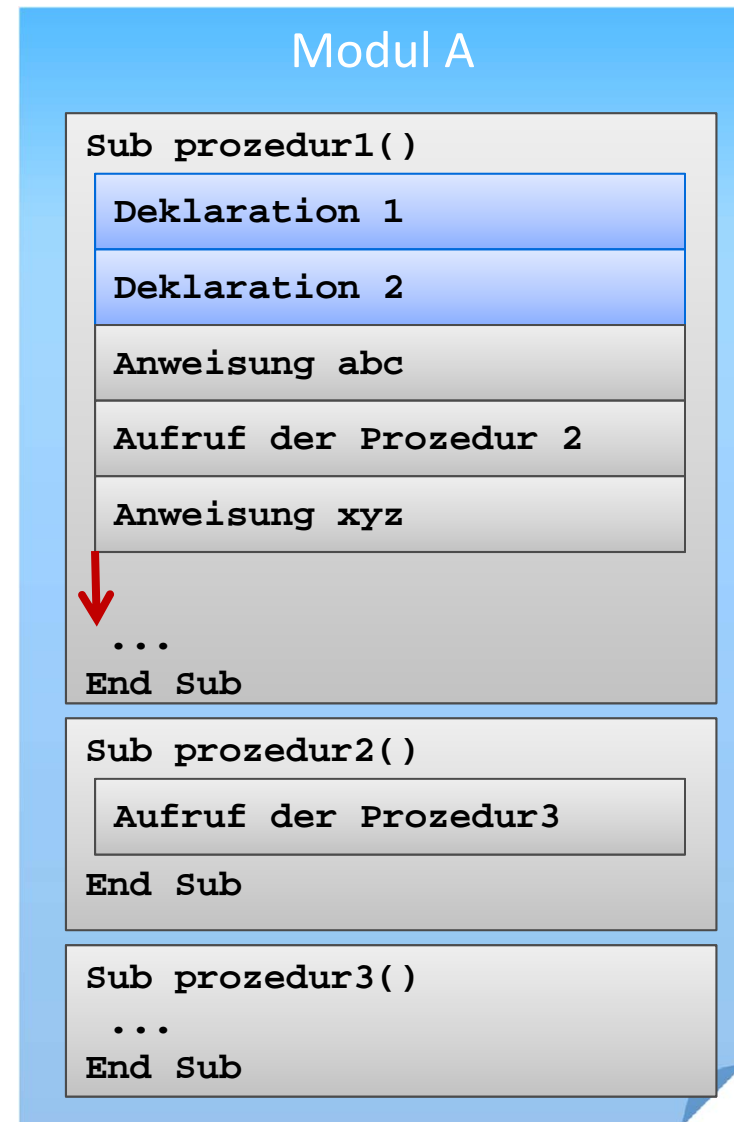 Modul A
Sub prozedur1()
Deklaration 1
Deklaration 2
Anweisung abc
Aufruf der Prozedur 2
Anweisung xyz
...
End Sub
Sub prozedur2()
Aufruf der Prozedur3
End Sub
Sub prozedur3()
...
End Sub